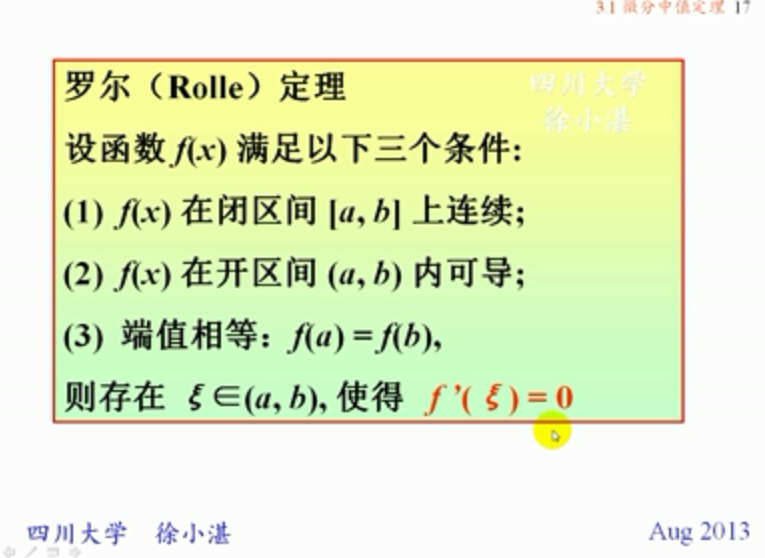 3.1 微分中值定理 17
罗尔（Rolle）定理
四川大学
徐小湛
设函数 f(x) 满足以下三个条件:
(1) f(x) 在闭区间 [a, b] 上连续;
(2) f(x) 在开区间 (a, b) 内可导;
(3) 端值相等: f(a) = f(b),
则存在 ξ∈(a, b), 使得 f ’( ξ ) = 0
四川大学 徐小湛
Aug 2013